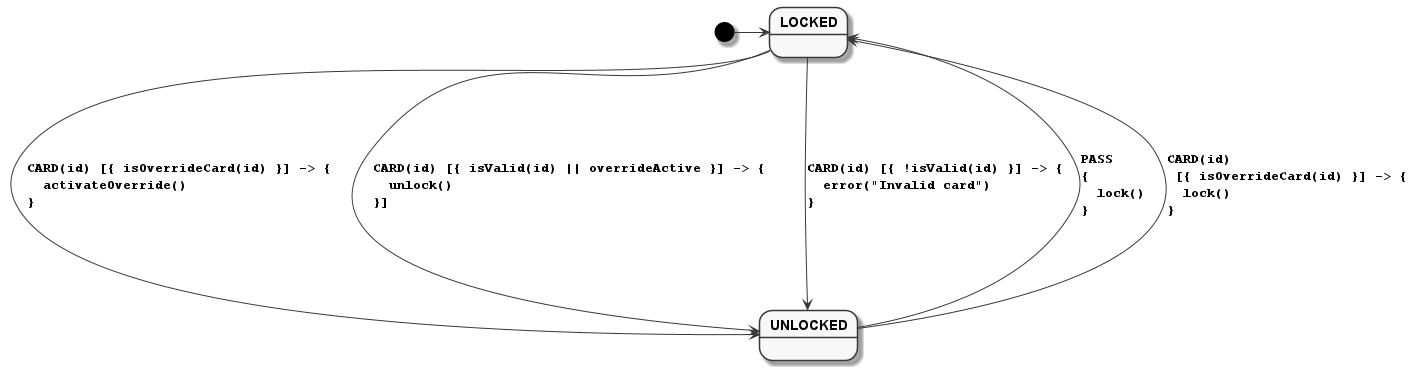 LOCKED
CARD(id) [{ isOverrideCard(id) }] -> {
activateOverride()
}
CARD(id) [{ isValid(id) || overrideActive }] -> {
unlock()
}]
CARD(id) [{ !isValid(id) }] -> {
error("Invalid card")
}
PASS
{
lock()
}
CARD(id)
[{ isOverrideCard(id) }] -> {
lock()
}
UNLOCKED